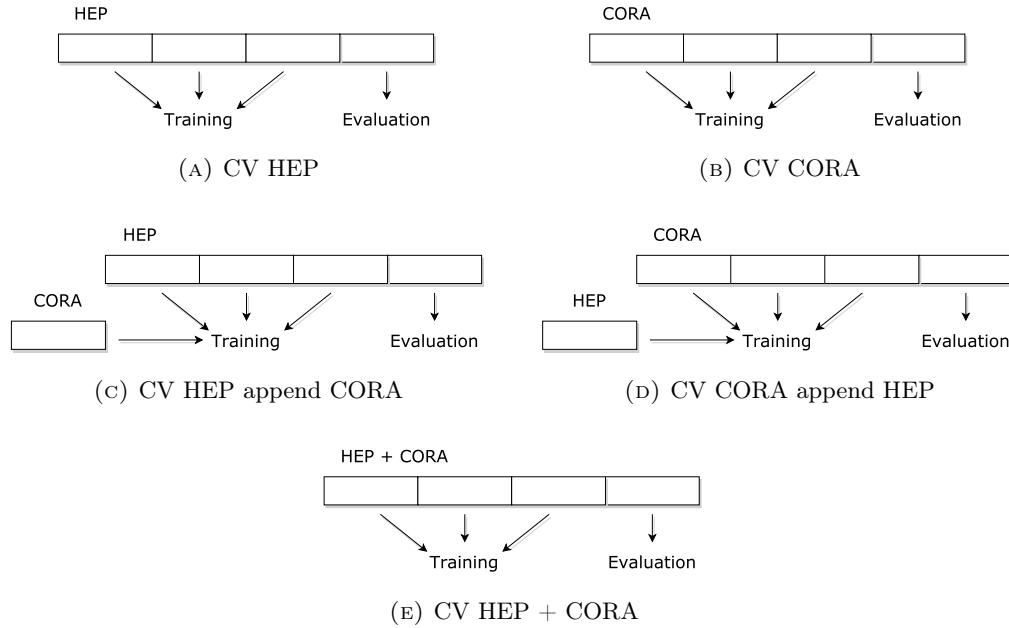 HEP
Training Evaluation
(A) CV HEP
CORA
Training Evaluation
(B) CV CORA
HEP
CORA
Training Evaluation
(C) CV HEP append CORA
CORA
HEP
Training Evaluation
(D) CV CORA append HEP
HEP + CORA
Training Evaluation
(E) CV HEP + CORA